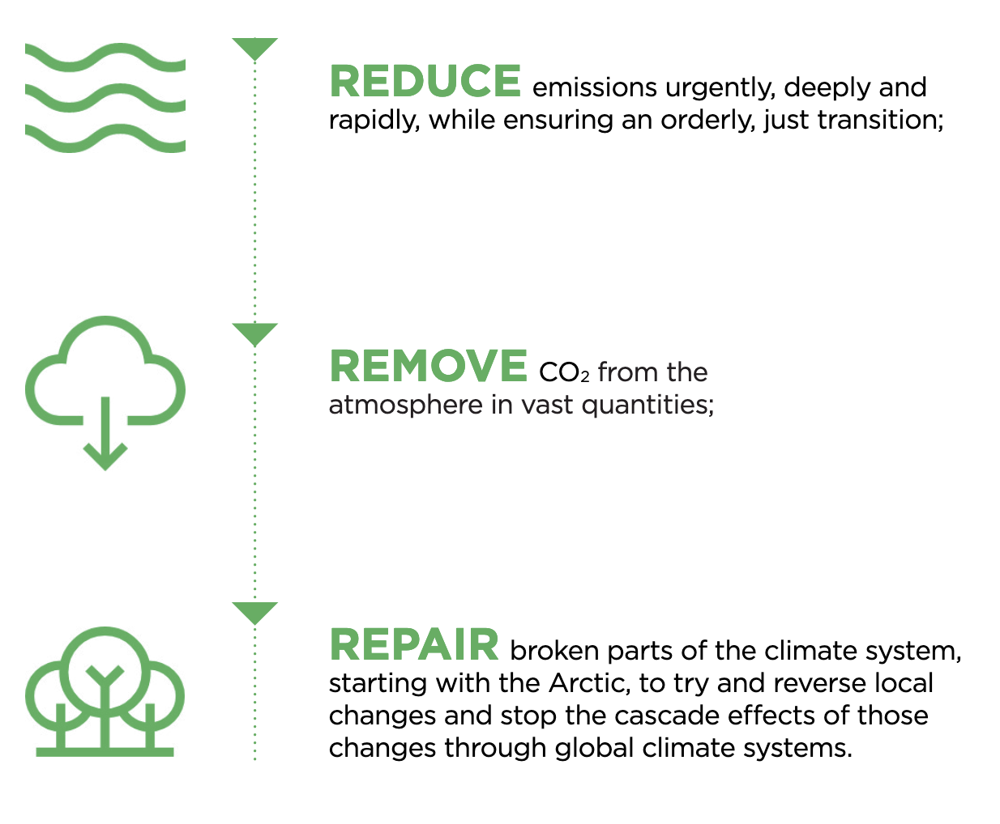 REDUCE emissions urgently, deeply and
rapidly, while ensuring an orderly, just transition;
REMOVE CO₂ from the
atmosphere in vast quantities;
REPAIR broken parts of the climate system,
starting with the Arctic, to try and reverse local
changes and stop the cascade effects of those
changes through global climate systems.